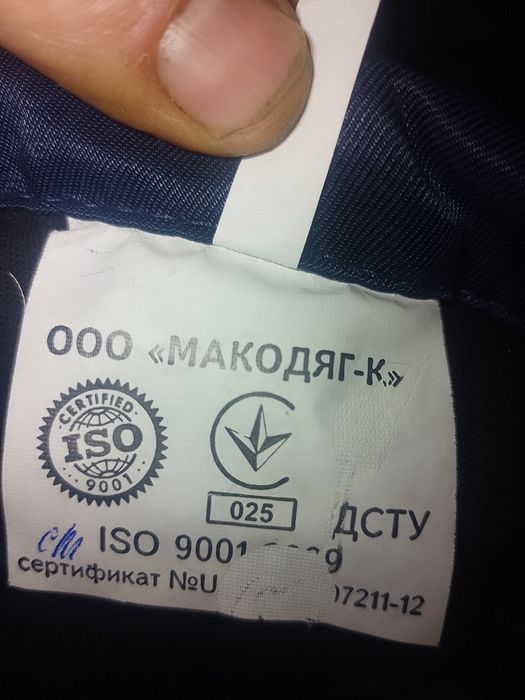 ООО «МАКОДЯГ-К»
CERTIFIED
ISO
9001
025
ДСТУ
ISO 9001
сертификат №U 07211-12